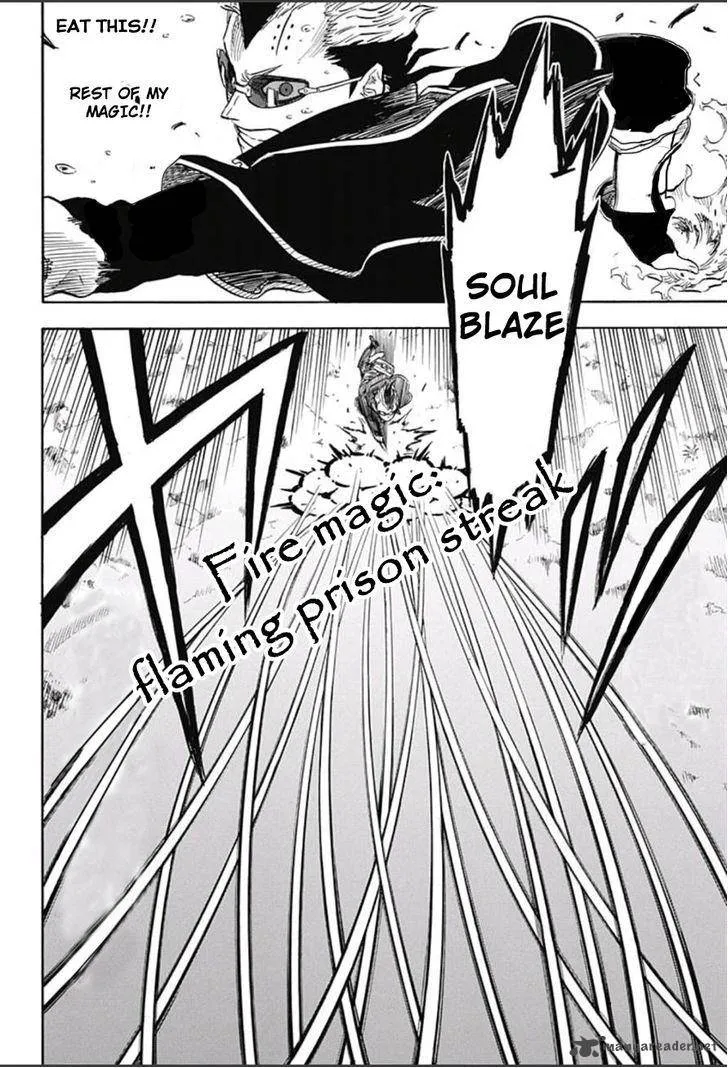 EAT THIS!!
REST OF MY
MAGIC!!
SOUL
BLAZE
Fire magic:
flaming prison streak
mangareader.net